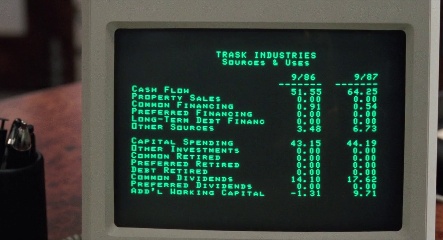 TRASK INDUSTRIES
Sources & Uses
9/86 9/87
Cash Flow 51.55 64.25
Property Sales 0.00 0.00
Common Financing 0.91 0.54
Preferred Financing 0.00 0.00
Long-Term Debt Financ 0.00 0.00
Other Sources 3.48 6.73
Capital Spending 43.15 44.19
Other Investments 0.00 0.00
Common Retired 0.00 0.00
Preferred Retired 0.00 0.00
Debt Retired 0.00 0.00
Common Dividends 14.10 17.62
Preferred Dividends 0.00 0.00
Add'l Working Capital -1.31 9.71